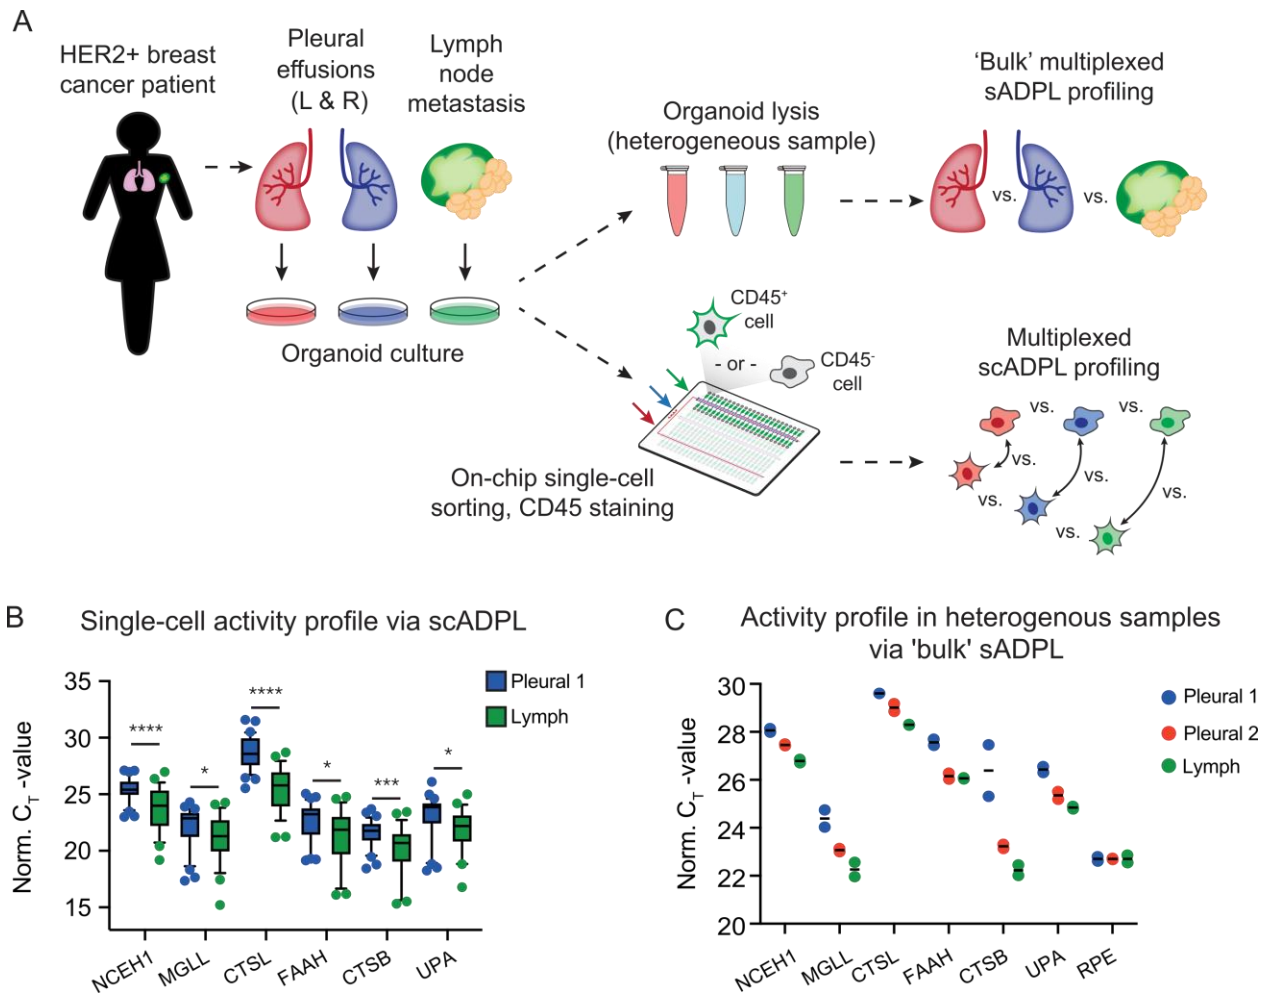 A
HER2+ breast
cancer patient
Pleural
effusions
(L & R)
Lymph
node
metastasis
Organoid culture
Organoid lysis
(heterogeneous sample)
'Bulk' multiplexed
sADPL profiling
vs.
vs.
CD45+
cell
- or -
CD45-
cell
On-chip single-cell
sorting, CD45 staining
Multiplexed
scADPL profiling
vs.
vs.
vs.
vs.
vs.
vs.
vs.
B
Single-cell activity profile via scADPL
Norm. CT -value
35
30
25
20
15
****
*
****
*
***
*
Pleural 1
Lymph
NCEH1
MGLL
CTSL
FAAH
CTSB
UPA
C
Activity profile in heterogenous samples
via 'bulk' sADPL
Norm. CT -value
30
28
26
24
22
20
Pleural 1
Pleural 2
Lymph
NCEH1
MGLL
CTSL
FAAH
CTSB
UPA
RPE